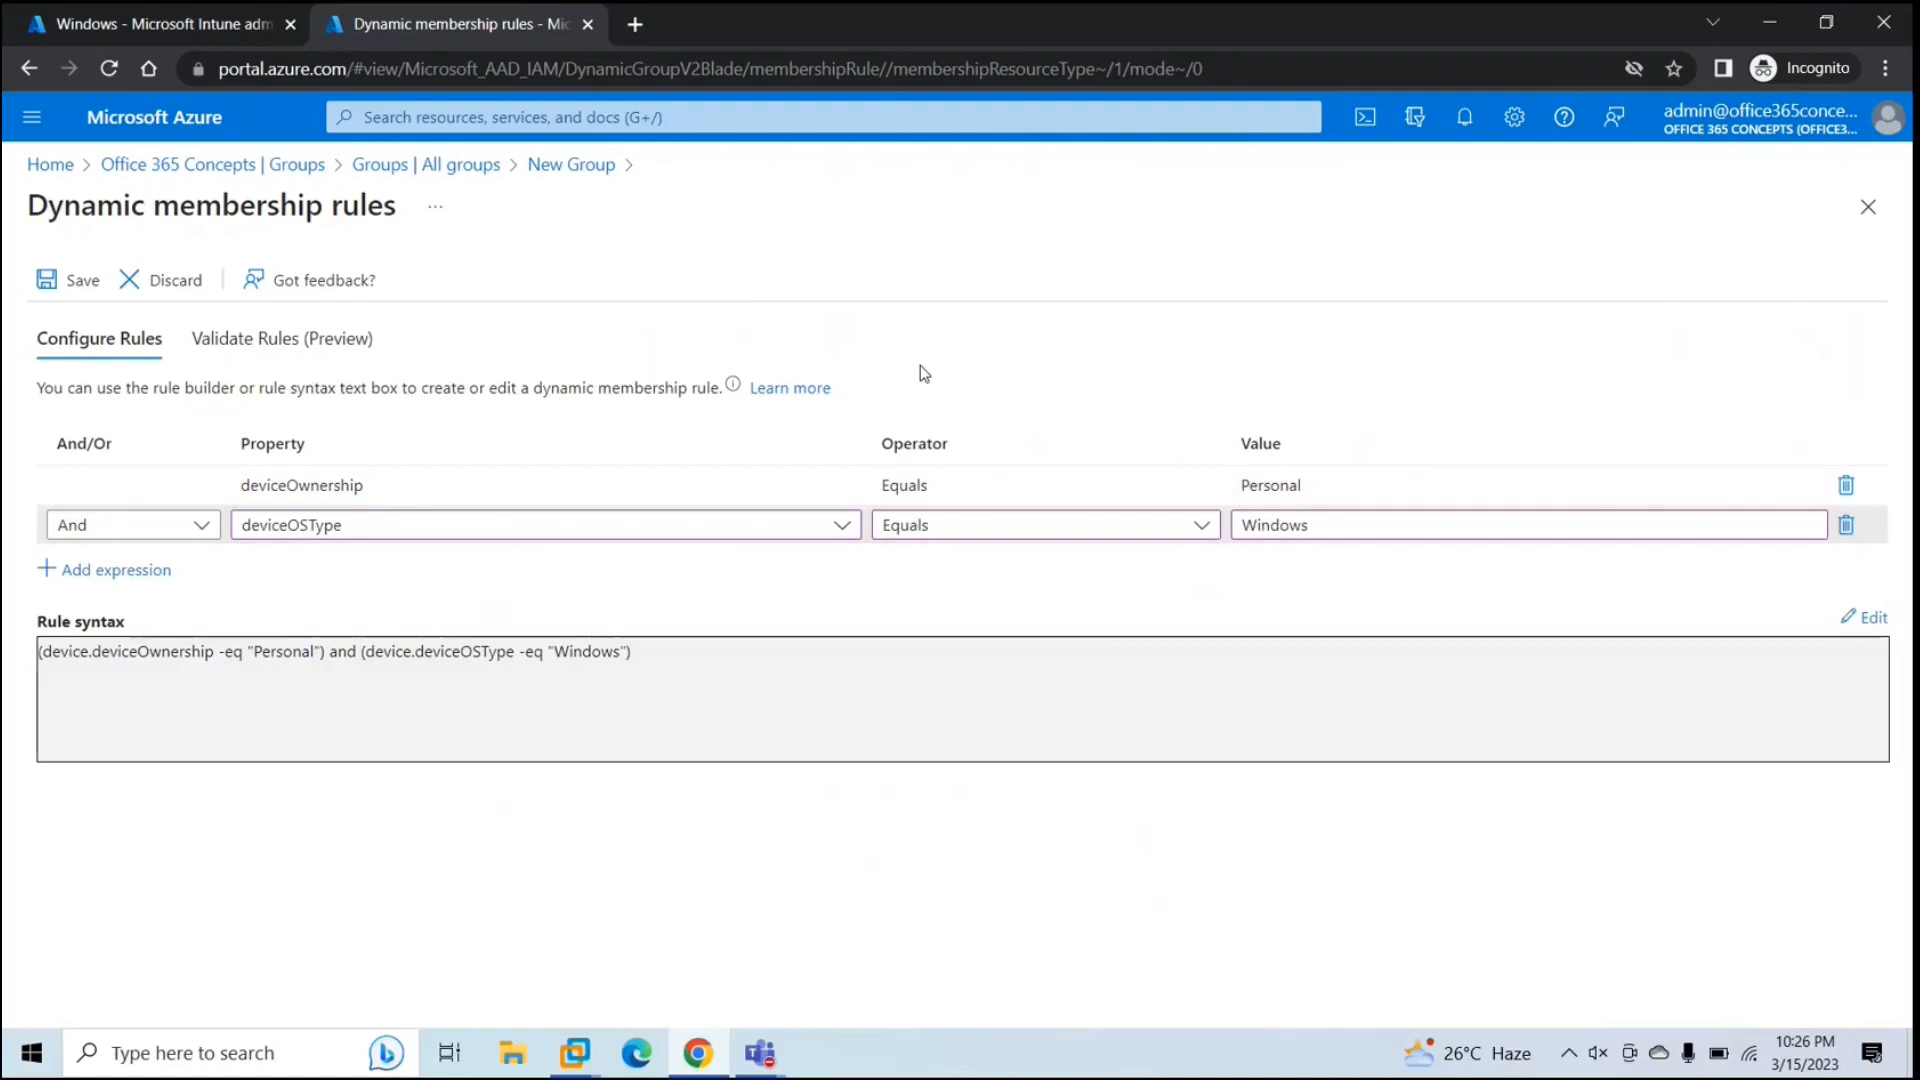 Windows - Microsoft Intune adm
Dynamic membership rules - Mic
Incognito
portal.azure.com/#view/Microsoft_AAD_IAM/DynamicGroupV2Blade/membershipRule//membershipResourceType~/1/mode~/0
Microsoft Azure
Search resources, services, and docs (G+/)
admin@office365conce...
OFFICE 365 CONCEPTS (OFFICE3...
Home > Office 365 Concepts | Groups > Groups | All groups > New Group >
Dynamic membership rules ...
Save Discard Got feedback?
Configure Rules Validate Rules (Preview)
You can use the rule builder or rule syntax text box to create or edit a dynamic membership rule. Learn more
And/Or Property Operator Value
deviceOwnership Equals Personal
And deviceOSType Equals Windows
+ Add expression
Rule syntax
Edit
(device.deviceOwnership -eq "Personal") and (device.deviceOSType -eq "Windows")
Type here to search
26°C Haze
10:26 PM
3/15/2023